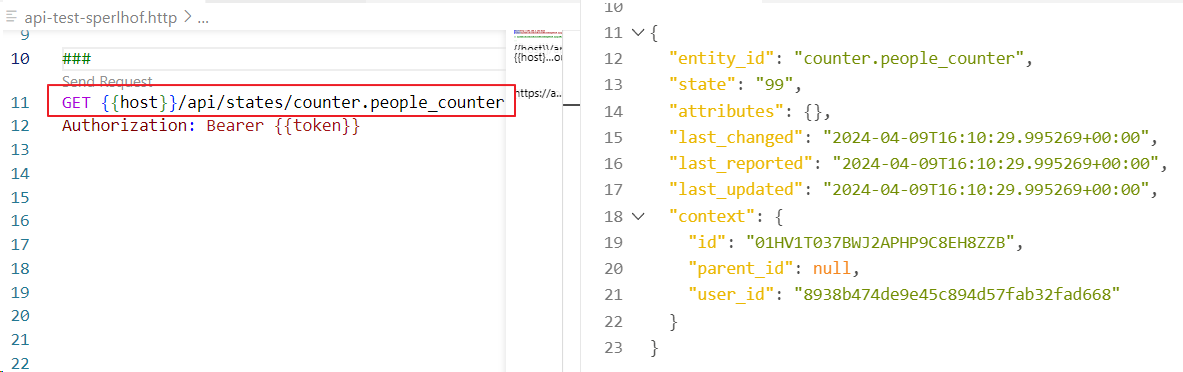 api-test-sperlhof.http > ...
9
10 ###
Send Request
11 GET {{host}}/api/states/counter.people_counter
12 Authorization: Bearer {{token}}
13
14
15
16
17
18
19
20
21
22
{{host}...ou
https://a...
10
11 {
12 "entity_id": "counter.people_counter",
13 "state": "99",
14 "attributes": {},
15 "last_changed": "2024-04-09T16:10:29.995269+00:00",
16 "last_reported": "2024-04-09T16:10:29.995269+00:00",
17 "last_updated": "2024-04-09T16:10:29.995269+00:00",
18 "context": {
19 "id": "01HV1T037BWJ2APHP9C8EH8ZZB",
20 "parent_id": null,
21 "user_id": "8938b474de9e45c894d57fab32fad668"
22 }
23 }